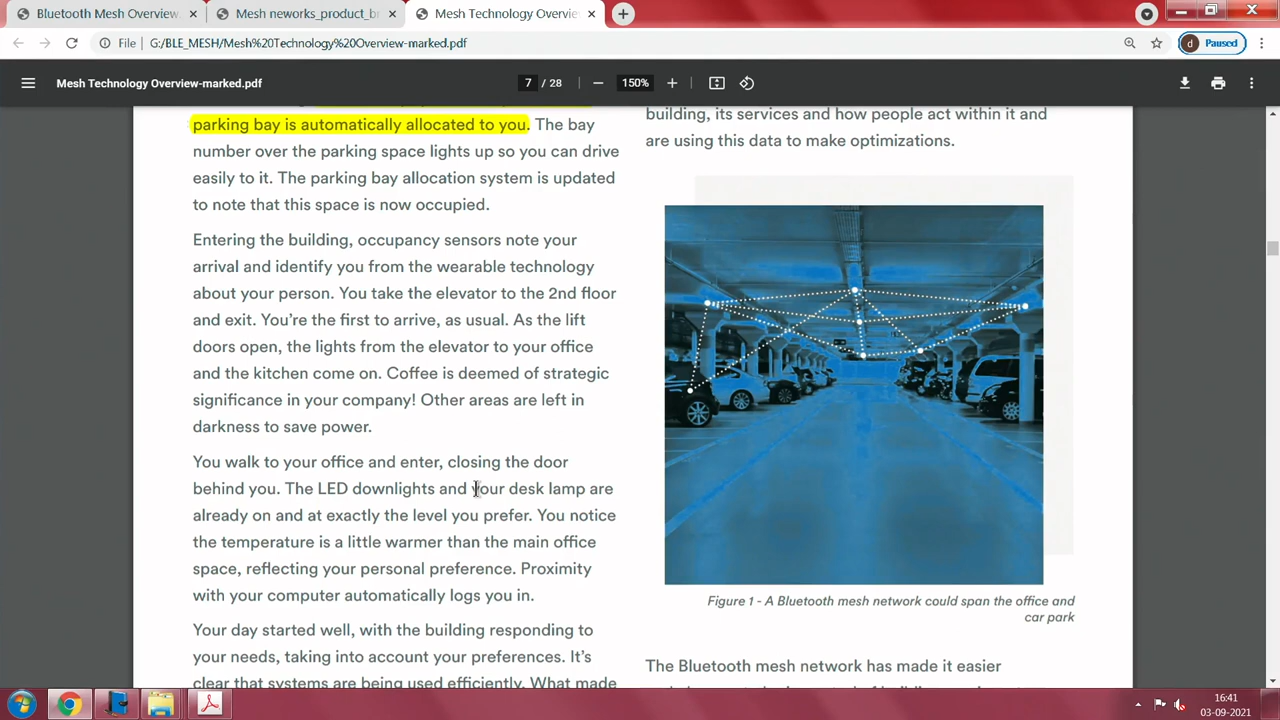 Bluetooth Mesh Overview
Mesh neworks_product_b
Mesh Technology Overvie
File
G:/BLE_MESH/Mesh%20Technology%20Overview-marked.pdf
d
Paused
Mesh Technology Overview-marked.pdf
7 / 28
150%
parking bay is automatically allocated to you. The bay
number over the parking space lights up so you can drive
easily to it. The parking bay allocation system is updated
to note that this space is now occupied.
Entering the building, occupancy sensors note your
arrival and identify you from the wearable technology
about your person. You take the elevator to the 2nd floor
and exit. You're the first to arrive, as usual. As the lift
doors open, the lights from the elevator to your office
and the kitchen come on. Coffee is deemed of strategic
significance in your company! Other areas are left in
darkness to save power.
You walk to your office and enter, closing the door
behind you. The LED downlights and your desk lamp are
already on and at exactly the level you prefer. You notice
the temperature is a little warmer than the main office
space, reflecting your personal preference. Proximity
with your computer automatically logs you in.
Your day started well, with the building responding to
your needs, taking into account your preferences. It's
clear that systems are being used efficiently. What made
building, its services and how people act within it and
are using this data to make optimizations.
Figure 1 - A Bluetooth mesh network could span the office and
car park
The Bluetooth mesh network has made it easier
16:41
03-09-2021